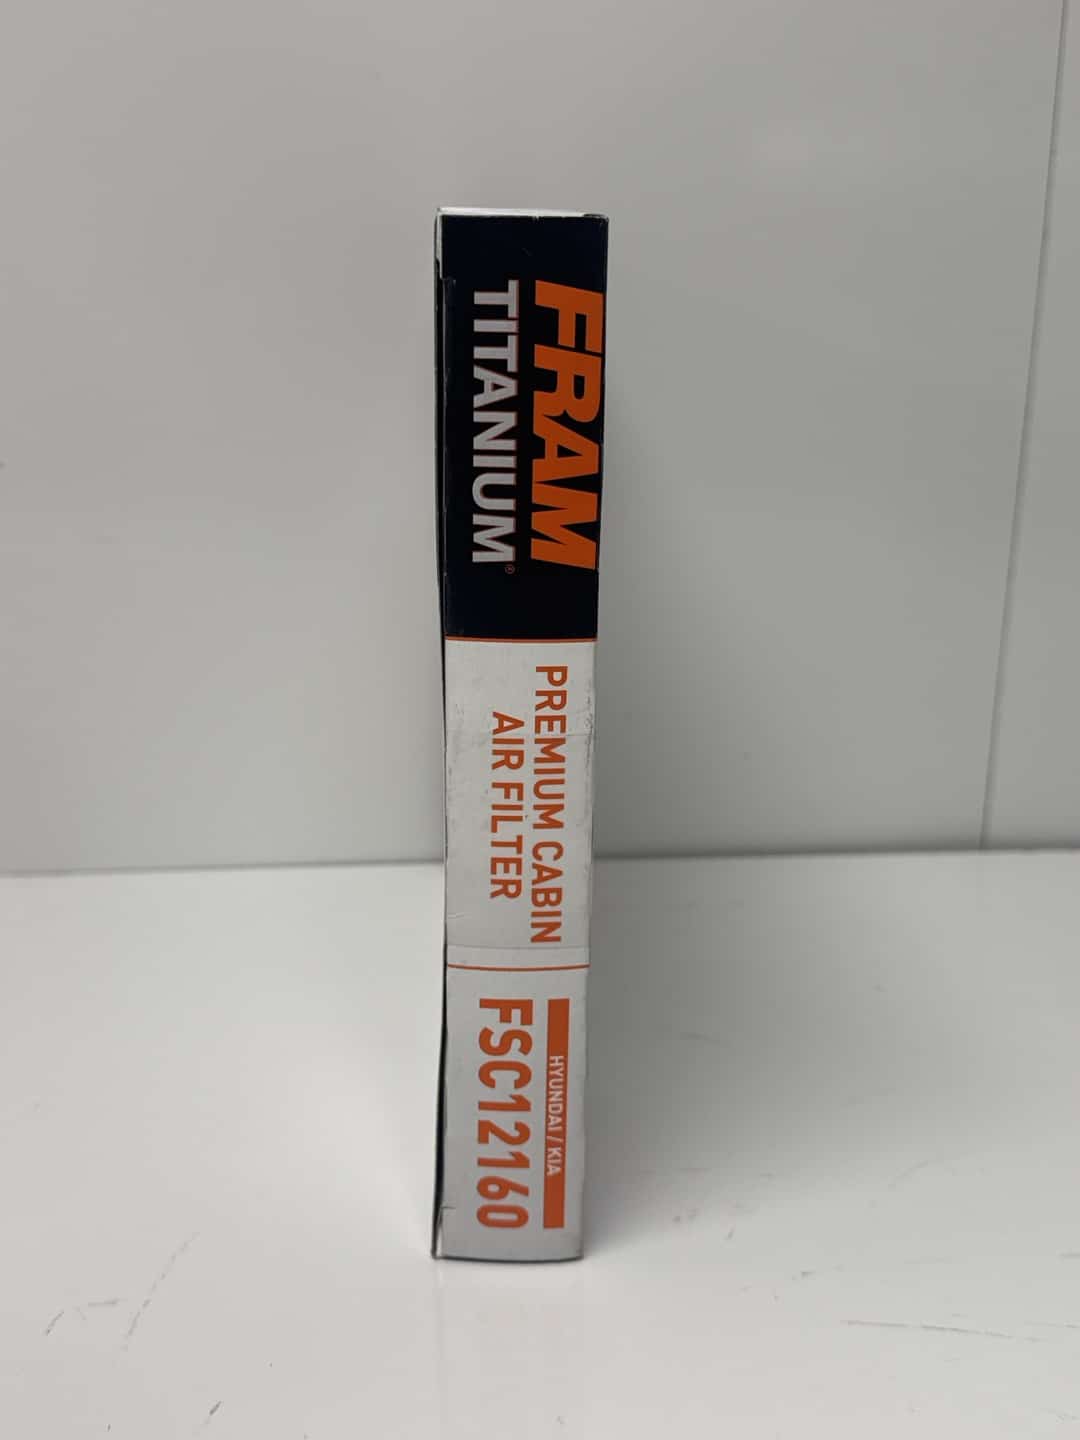 FRAM
TITANIUM®
PREMIUM CABIN
AIR FILTER
HYUNDAI / KIA
FSC12160